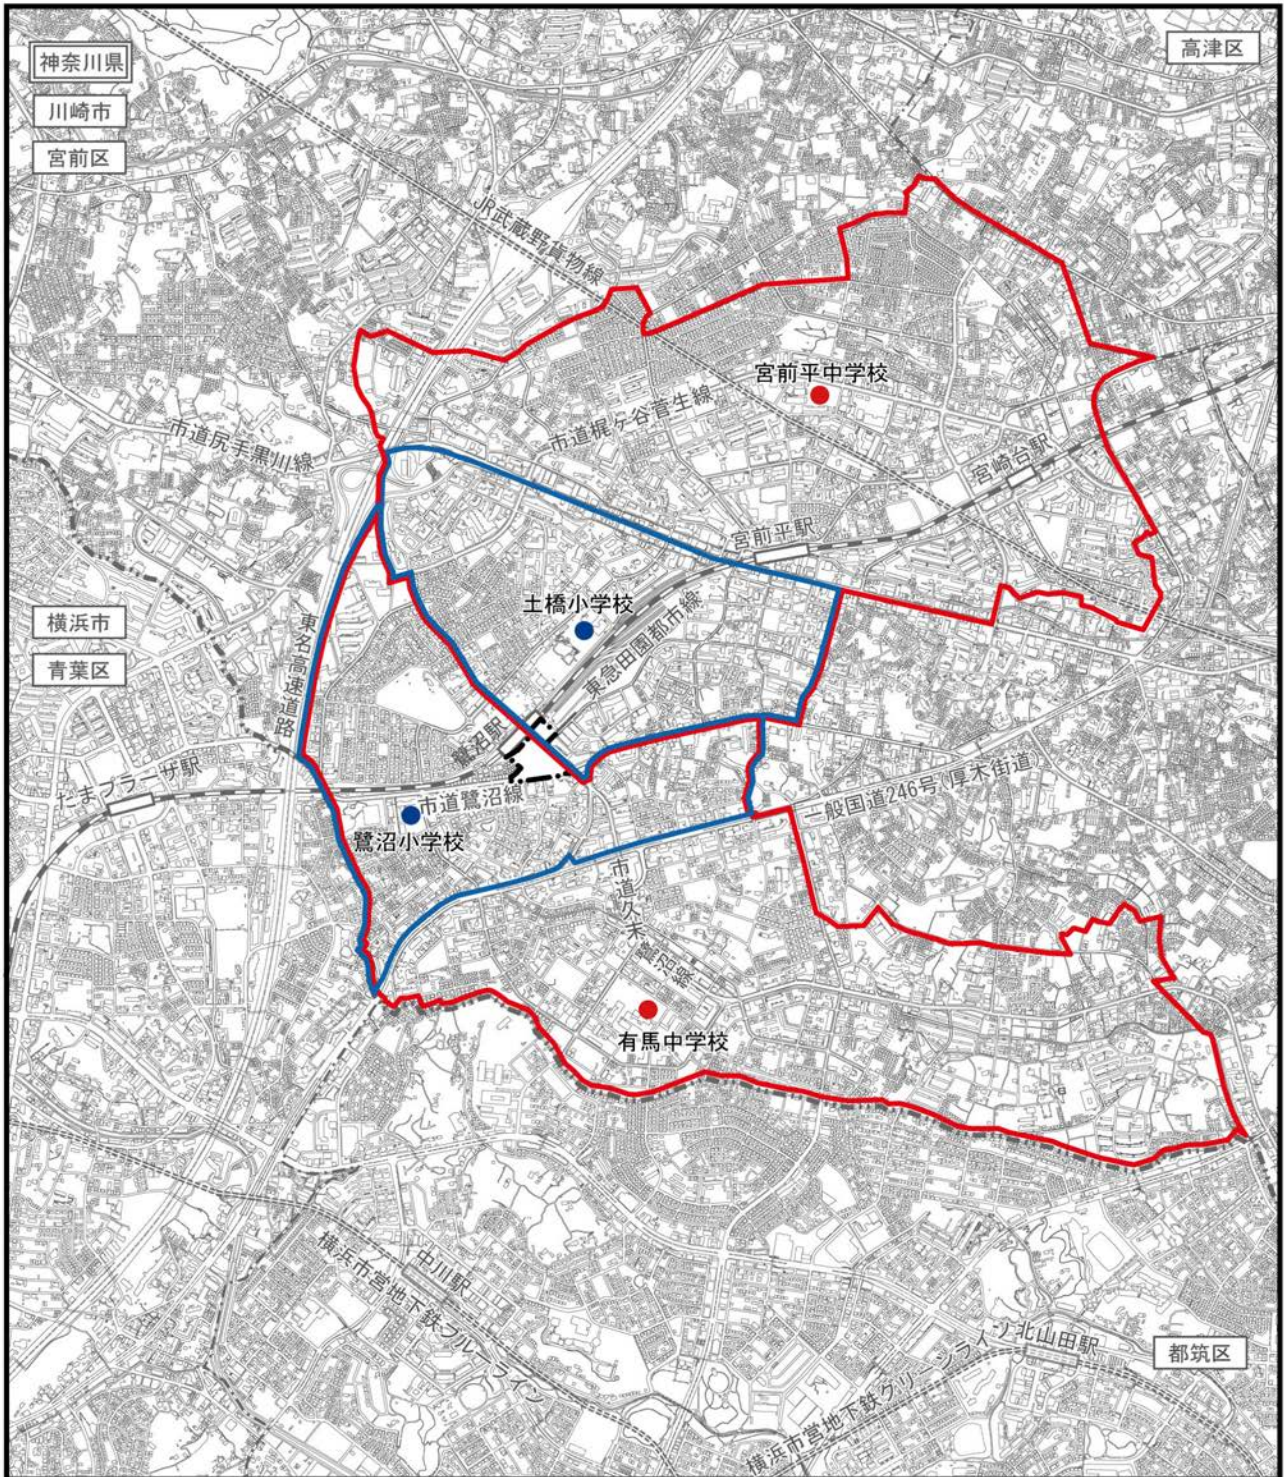 神奈川県
川崎市
宮前区
高津区
JR武蔵野貨物線
宮前平中学校
市道梶ヶ谷菅生線
市道尻手黒川線
宮崎台駅
宮前平駅
土橋小学校
横浜市
青葉区
東名高速道路
東急田園都市線
鷺沼駅
たまプラーザ駅
市道鷺沼線
鷺沼小学校
一般国道246号(厚木街道
市道久末鷺沼線
有馬中学校
中川駅
横浜市営地下鉄ブルーライン
北山田駅
横浜市営地下鉄グリーンライン
都筑区